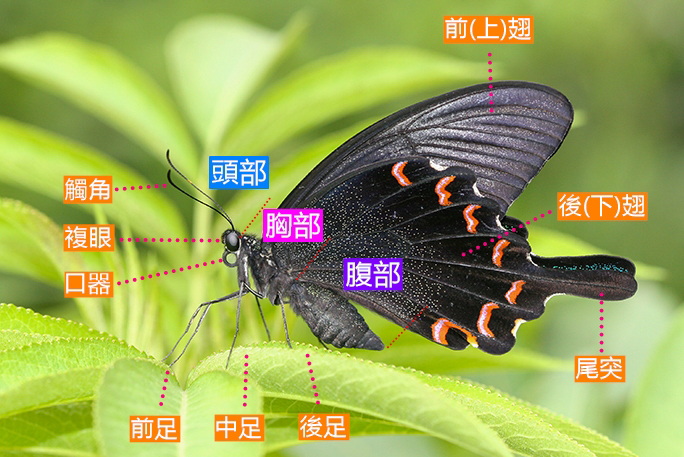 前(上)翅
頭部
觸角
後(下)翅
胸部
複眼
腹部
口器
尾突
前足
中足
後足